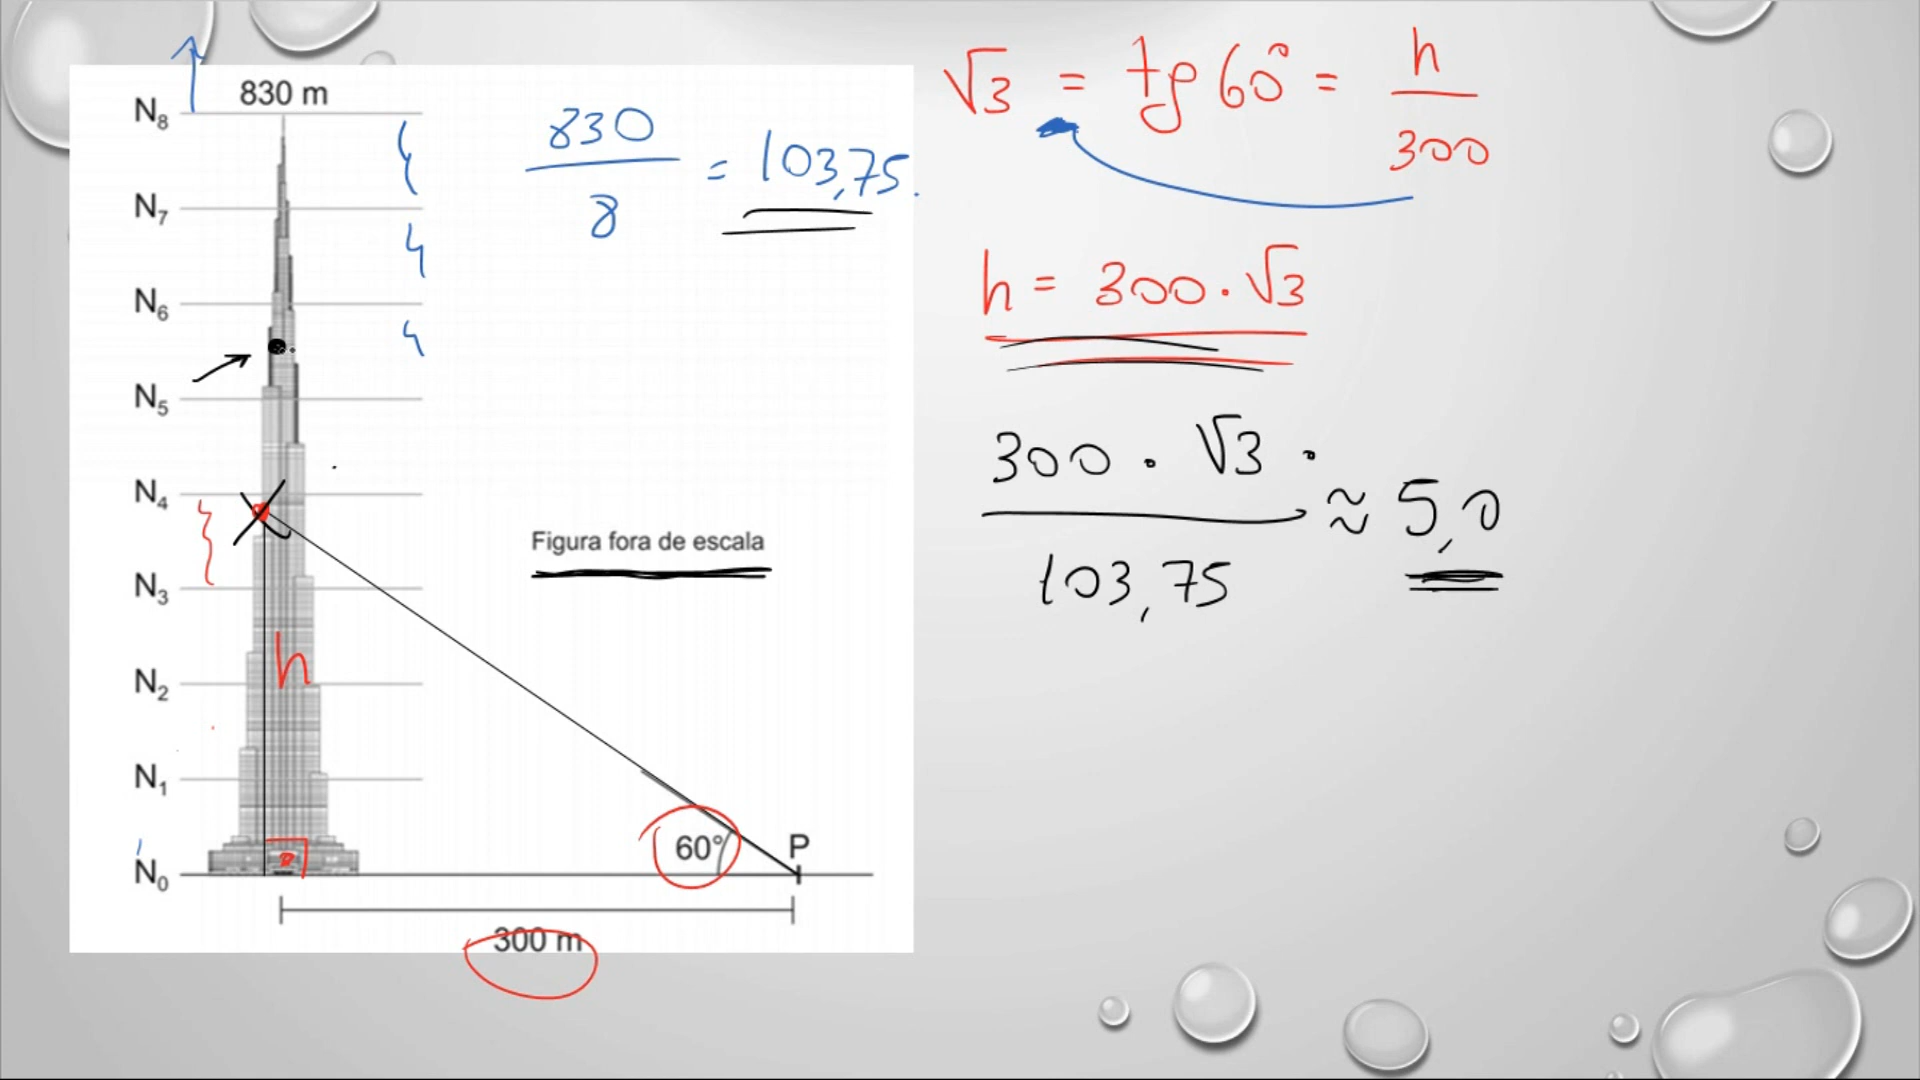 830 m
N₈
N₇
N₆
N₅
N₄
N₃
N₂
N₁
N₀
h
830
8
= 103,75.
Figura fora de escala
60°
P
300 m
√3 = tg 60° = h
300
h = 300 . √3
300 . √3 .
103,75
≈ 5,0